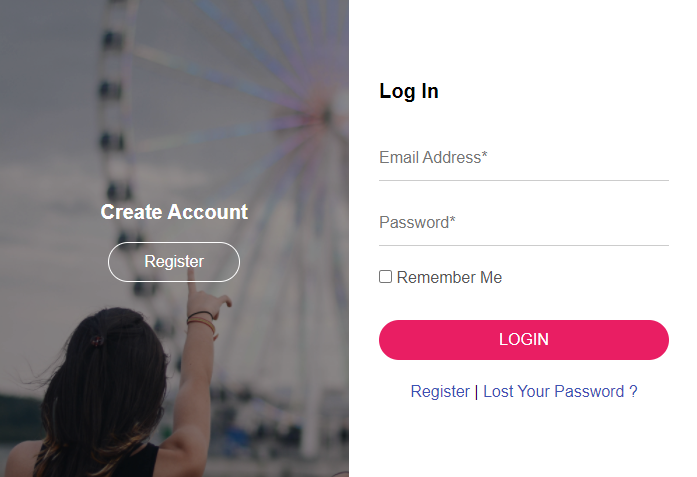 Create Account
Register
Log In
Email Address*
Password*
Remember Me
LOGIN
Register | Lost Your Password ?